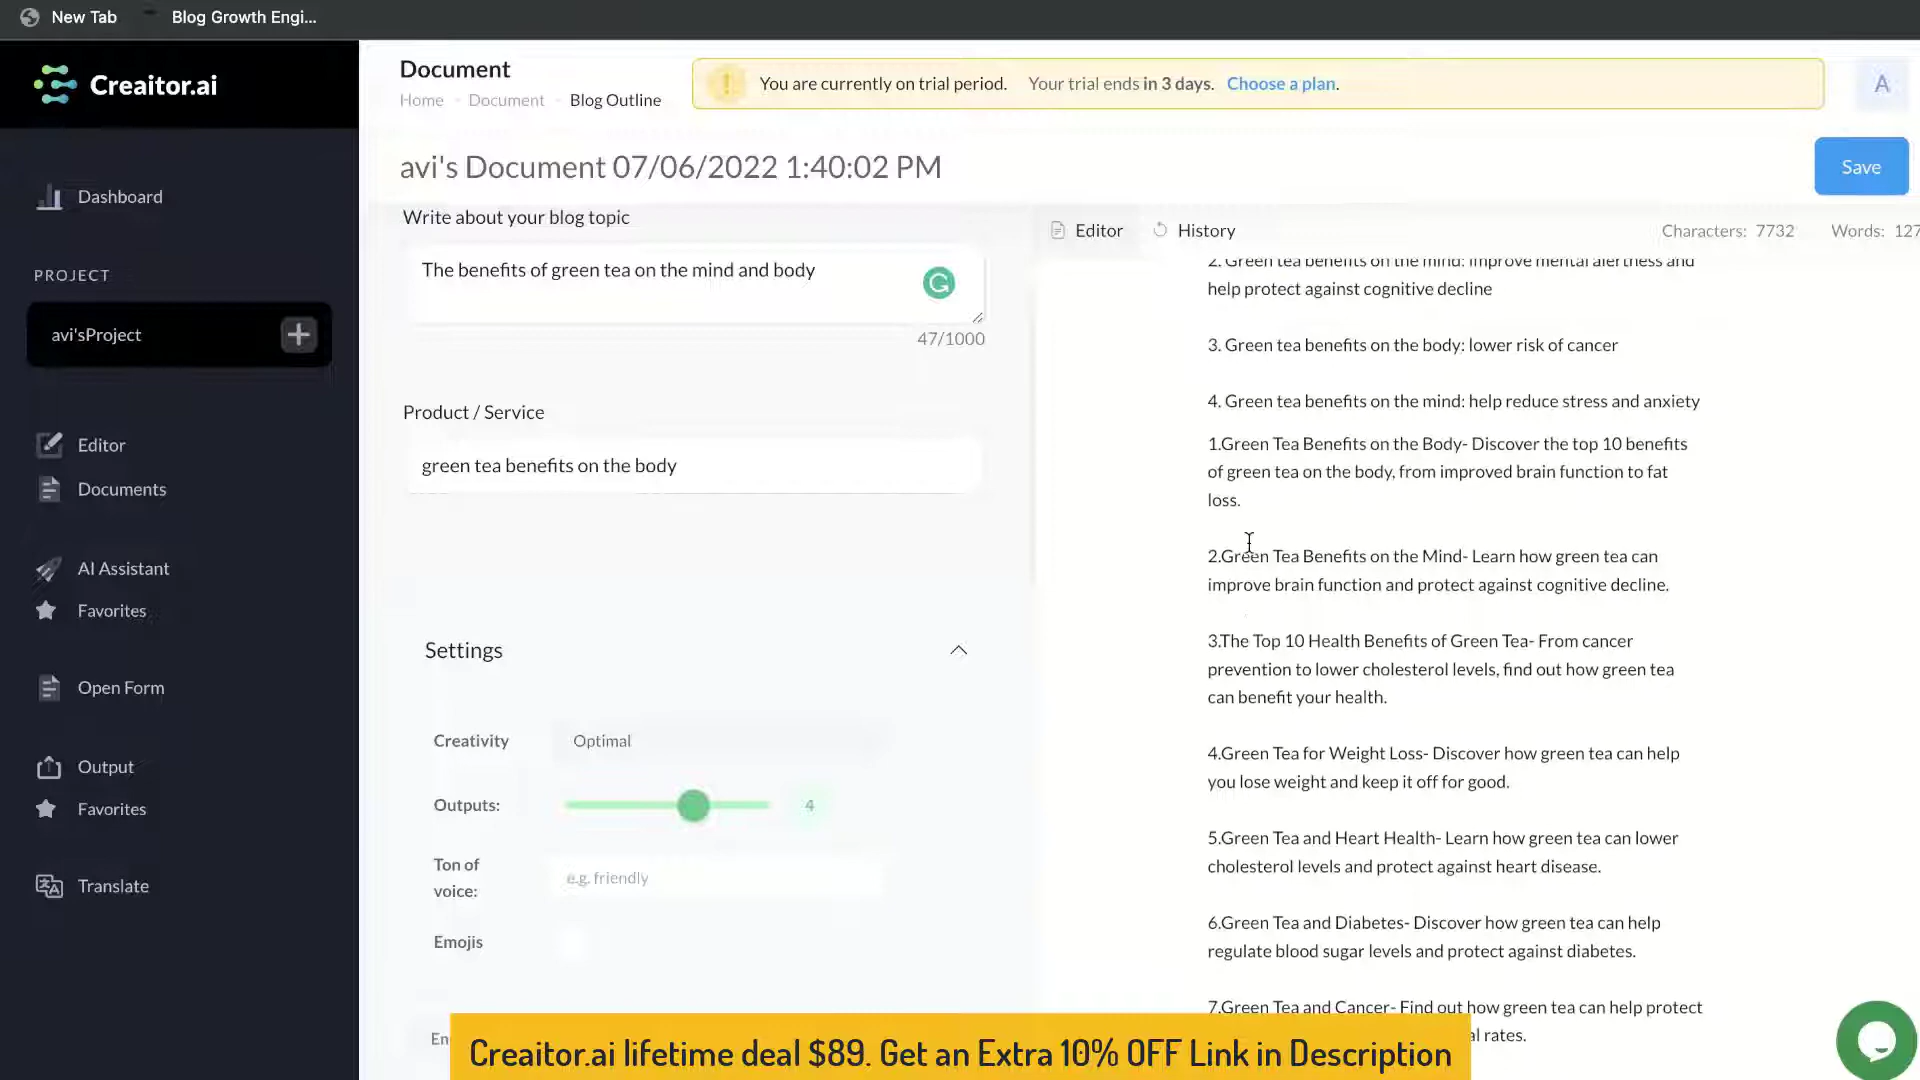 New Tab
Blog Growth Engi...
Creaitor.ai
Dashboard
PROJECT
avi'sProject
Editor
Documents
AI Assistant
Favorites
Open Form
Output
Favorites
Translate
Document
Home - Document - Blog Outline
You are currently on trial period. Your trial ends in 3 days. Choose a plan.
A
avi's Document 07/06/2022 1:40:02 PM
Save
Write about your blog topic
The benefits of green tea on the mind and body
47/1000
Product / Service
green tea benefits on the body
Settings
Creativity
Optimal
Outputs:
4
Ton of
voice:
e.g. friendly
Emojis
Editor
History
Characters: 7732
Words: 127
2. Green tea benefits on the mind: improve mental alertness and
help protect against cognitive decline
3. Green tea benefits on the body: lower risk of cancer
4. Green tea benefits on the mind: help reduce stress and anxiety
1.Green Tea Benefits on the Body- Discover the top 10 benefits
of green tea on the body, from improved brain function to fat
loss.
2.Green Tea Benefits on the Mind- Learn how green tea can
improve brain function and protect against cognitive decline.
3.The Top 10 Health Benefits of Green Tea- From cancer
prevention to lower cholesterol levels, find out how green tea
can benefit your health.
4.Green Tea for Weight Loss- Discover how green tea can help
you lose weight and keep it off for good.
5.Green Tea and Heart Health- Learn how green tea can lower
cholesterol levels and protect against heart disease.
6.Green Tea and Diabetes- Discover how green tea can help
regulate blood sugar levels and protect against diabetes.
7.Green Tea and Cancer- Find out how green tea can help protect
rates.
Creaitor.ai lifetime deal $89. Get an Extra 10% OFF Link in Description